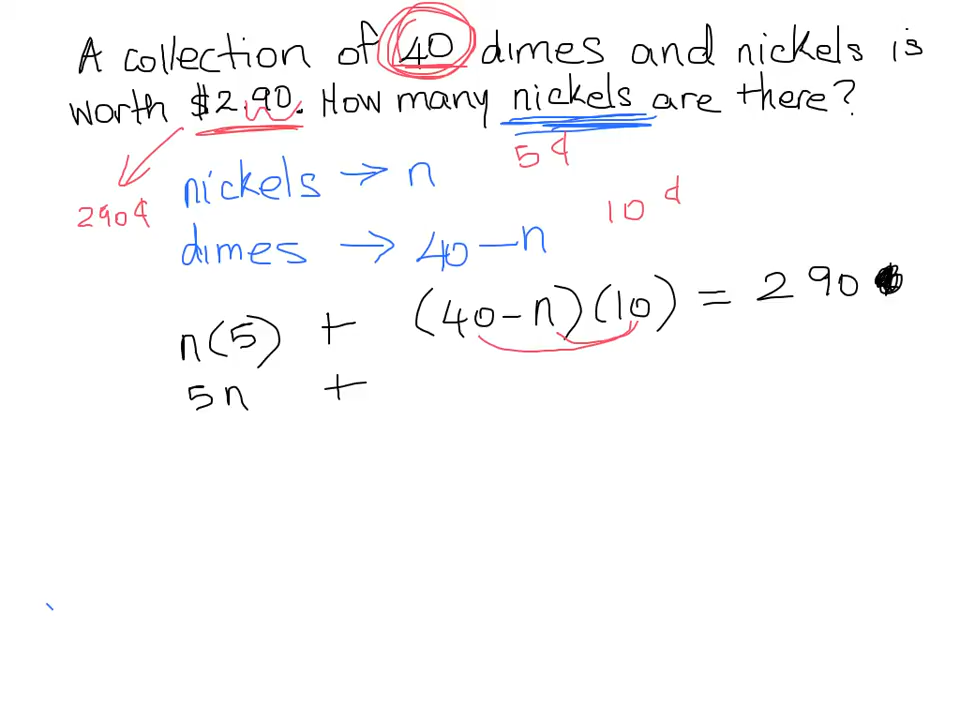 A collection of 40 dimes and nickels is
worth $2.90. How many nickels are there?
5¢
nickels → n
290¢
10¢
dimes → 40 - n
n(5) + (40-n)(10) = 290
5n +